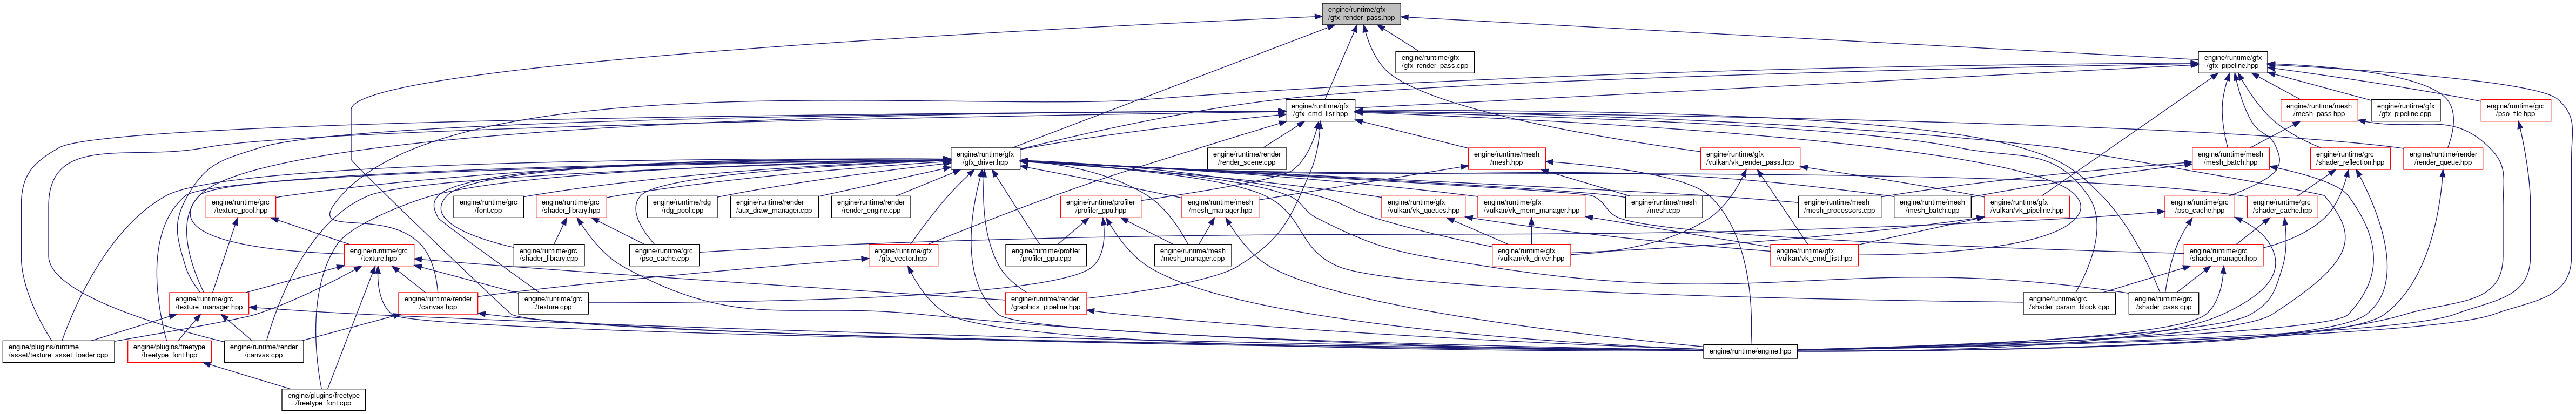 engine/runtime/gfx
/gfx_render_pass.hpp
engine/runtime/gfx
/gfx_render_pass.cpp
engine/runtime/gfx
/gfx_pipeline.hpp
engine/runtime/gfx
/gfx_cmd_list.hpp
engine/runtime/mesh
/mesh_pass.hpp
engine/runtime/gfx
/gfx_pipeline.cpp
engine/runtime/grc
/pso_file.hpp
engine/runtime/gfx
/gfx_driver.hpp
engine/runtime/render
/render_scene.cpp
engine/runtime/mesh
/mesh.hpp
engine/runtime/gfx
/vulkan/vk_render_pass.hpp
engine/runtime/mesh
/mesh_batch.hpp
engine/runtime/grc
/shader_reflection.hpp
engine/runtime/render
/render_queue.hpp
engine/runtime/grc
/texture_pool.hpp
engine/runtime/grc
/font.cpp
engine/runtime/grc
/shader_library.hpp
engine/runtime/rdg
/rdg_pool.cpp
engine/runtime/render
/aux_draw_manager.cpp
engine/runtime/render
/render_engine.cpp
engine/runtime/profiler
/profiler_gpu.hpp
engine/runtime/mesh
/mesh_manager.hpp
engine/runtime/gfx
/vulkan/vk_queues.hpp
engine/runtime/gfx
/vulkan/vk_mem_manager.hpp
engine/runtime/mesh
/mesh.cpp
engine/runtime/mesh
/mesh_processors.cpp
engine/runtime/mesh
/mesh_batch.cpp
engine/runtime/gfx
/vulkan/vk_pipeline.hpp
engine/runtime/grc
/pso_cache.hpp
engine/runtime/grc
/shader_cache.hpp
engine/runtime/grc
/texture.hpp
engine/runtime/grc
/shader_library.cpp
engine/runtime/grc
/pso_cache.cpp
engine/runtime/gfx
/gfx_vector.hpp
engine/runtime/profiler
/profiler_gpu.cpp
engine/runtime/mesh
/mesh_manager.cpp
engine/runtime/gfx
/vulkan/vk_driver.hpp
engine/runtime/gfx
/vulkan/vk_cmd_list.hpp
engine/runtime/grc
/shader_manager.hpp
engine/runtime/grc
/texture_manager.hpp
engine/runtime/render
/canvas.hpp
engine/runtime/grc
/texture.cpp
engine/runtime/render
/graphics_pipeline.hpp
engine/runtime/grc
/shader_param_block.cpp
engine/runtime/grc
/shader_pass.cpp
engine/plugins/runtime
/asset/texture_asset_loader.cpp
engine/plugins/freetype
/freetype_font.hpp
engine/runtime/render
/canvas.cpp
engine/runtime/engine.hpp
engine/plugins/freetype
/freetype_font.cpp